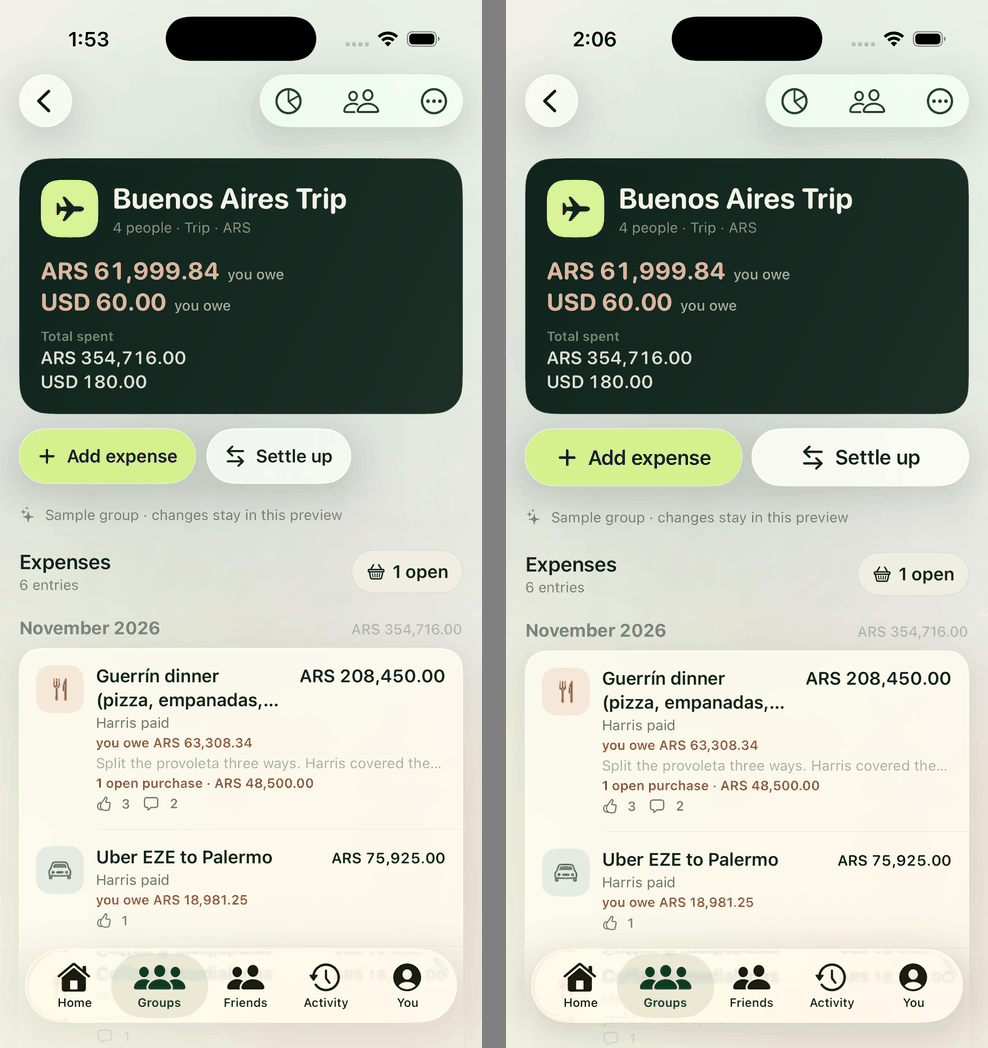 1:53
Buenos Aires Trip
4 people · Trip · ARS
ARS 61,999.84 you owe
USD 60.00 you owe
Total spent
ARS 354,716.00
USD 180.00
+ Add expense
Settle up
Sample group · changes stay in this preview
Expenses
6 entries
1 open
November 2026
ARS 354,716.00
Guerrín dinner
(pizza, empanadas,...
ARS 208,450.00
Harris paid
you owe ARS 63,308.34
Split the provoleta three ways. Harris covered the...
1 open purchase · ARS 48,500.00
3 2
Uber EZE to Palermo
ARS 75,925.00
Harris paid
you owe ARS 18,981.25
1
Home
Groups
Friends
Activity
You
1
2:06
Buenos Aires Trip
4 people · Trip · ARS
ARS 61,999.84 you owe
USD 60.00 you owe
Total spent
ARS 354,716.00
USD 180.00
+ Add expense
Settle up
Sample group · changes stay in this preview
Expenses
6 entries
1 open
November 2026
ARS 354,716.00
Guerrín dinner
(pizza, empanadas,...
ARS 208,450.00
Harris paid
you owe ARS 63,308.34
Split the provoleta three ways. Harris covered the...
1 open purchase · ARS 48,500.00
3 2
Uber EZE to Palermo
ARS 75,925.00
Harris paid
you owe ARS 18,981.25
1
Home
Groups
Friends
Activity
You
1